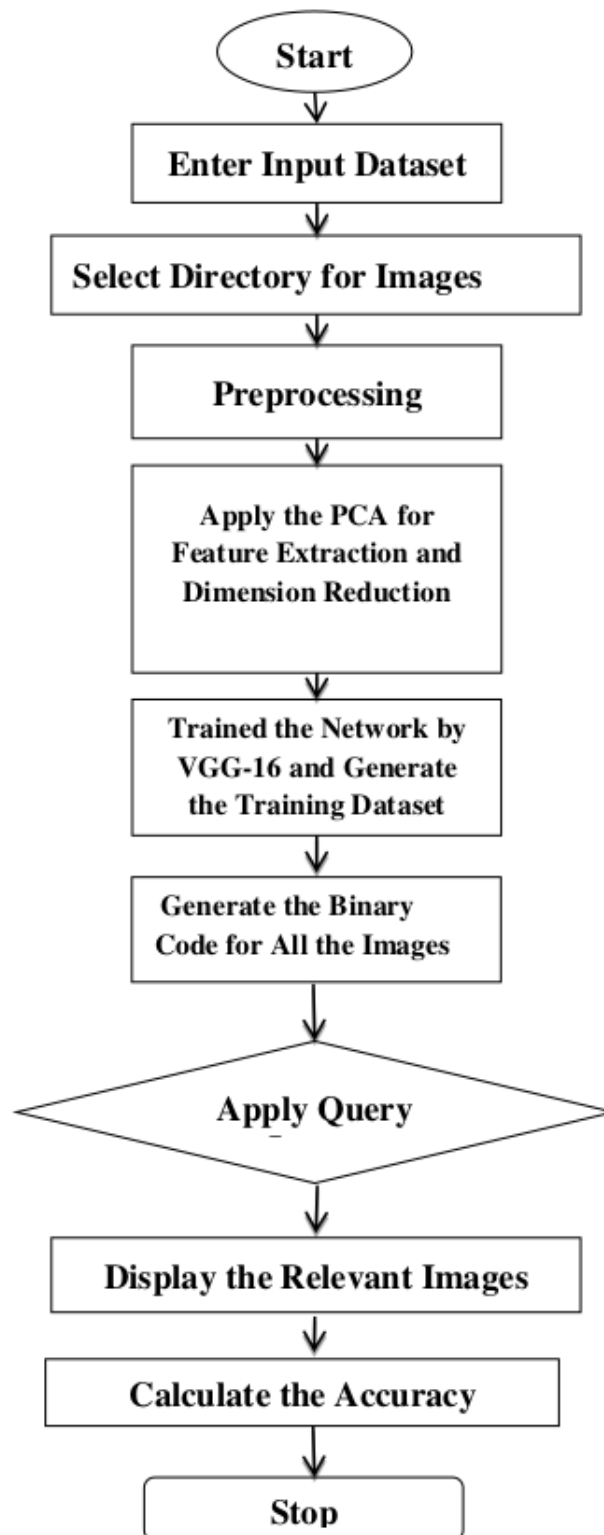 Start
Enter Input Dataset
Select Directory for Images
Preprocessing
Apply the PCA for
Feature Extraction and
Dimension Reduction
Trained the Network by
VGG-16 and Generate
the Training Dataset
Generate the Binary
Code for All the Images
Apply Query
Display the Relevant Images
Calculate the Accuracy
Stop